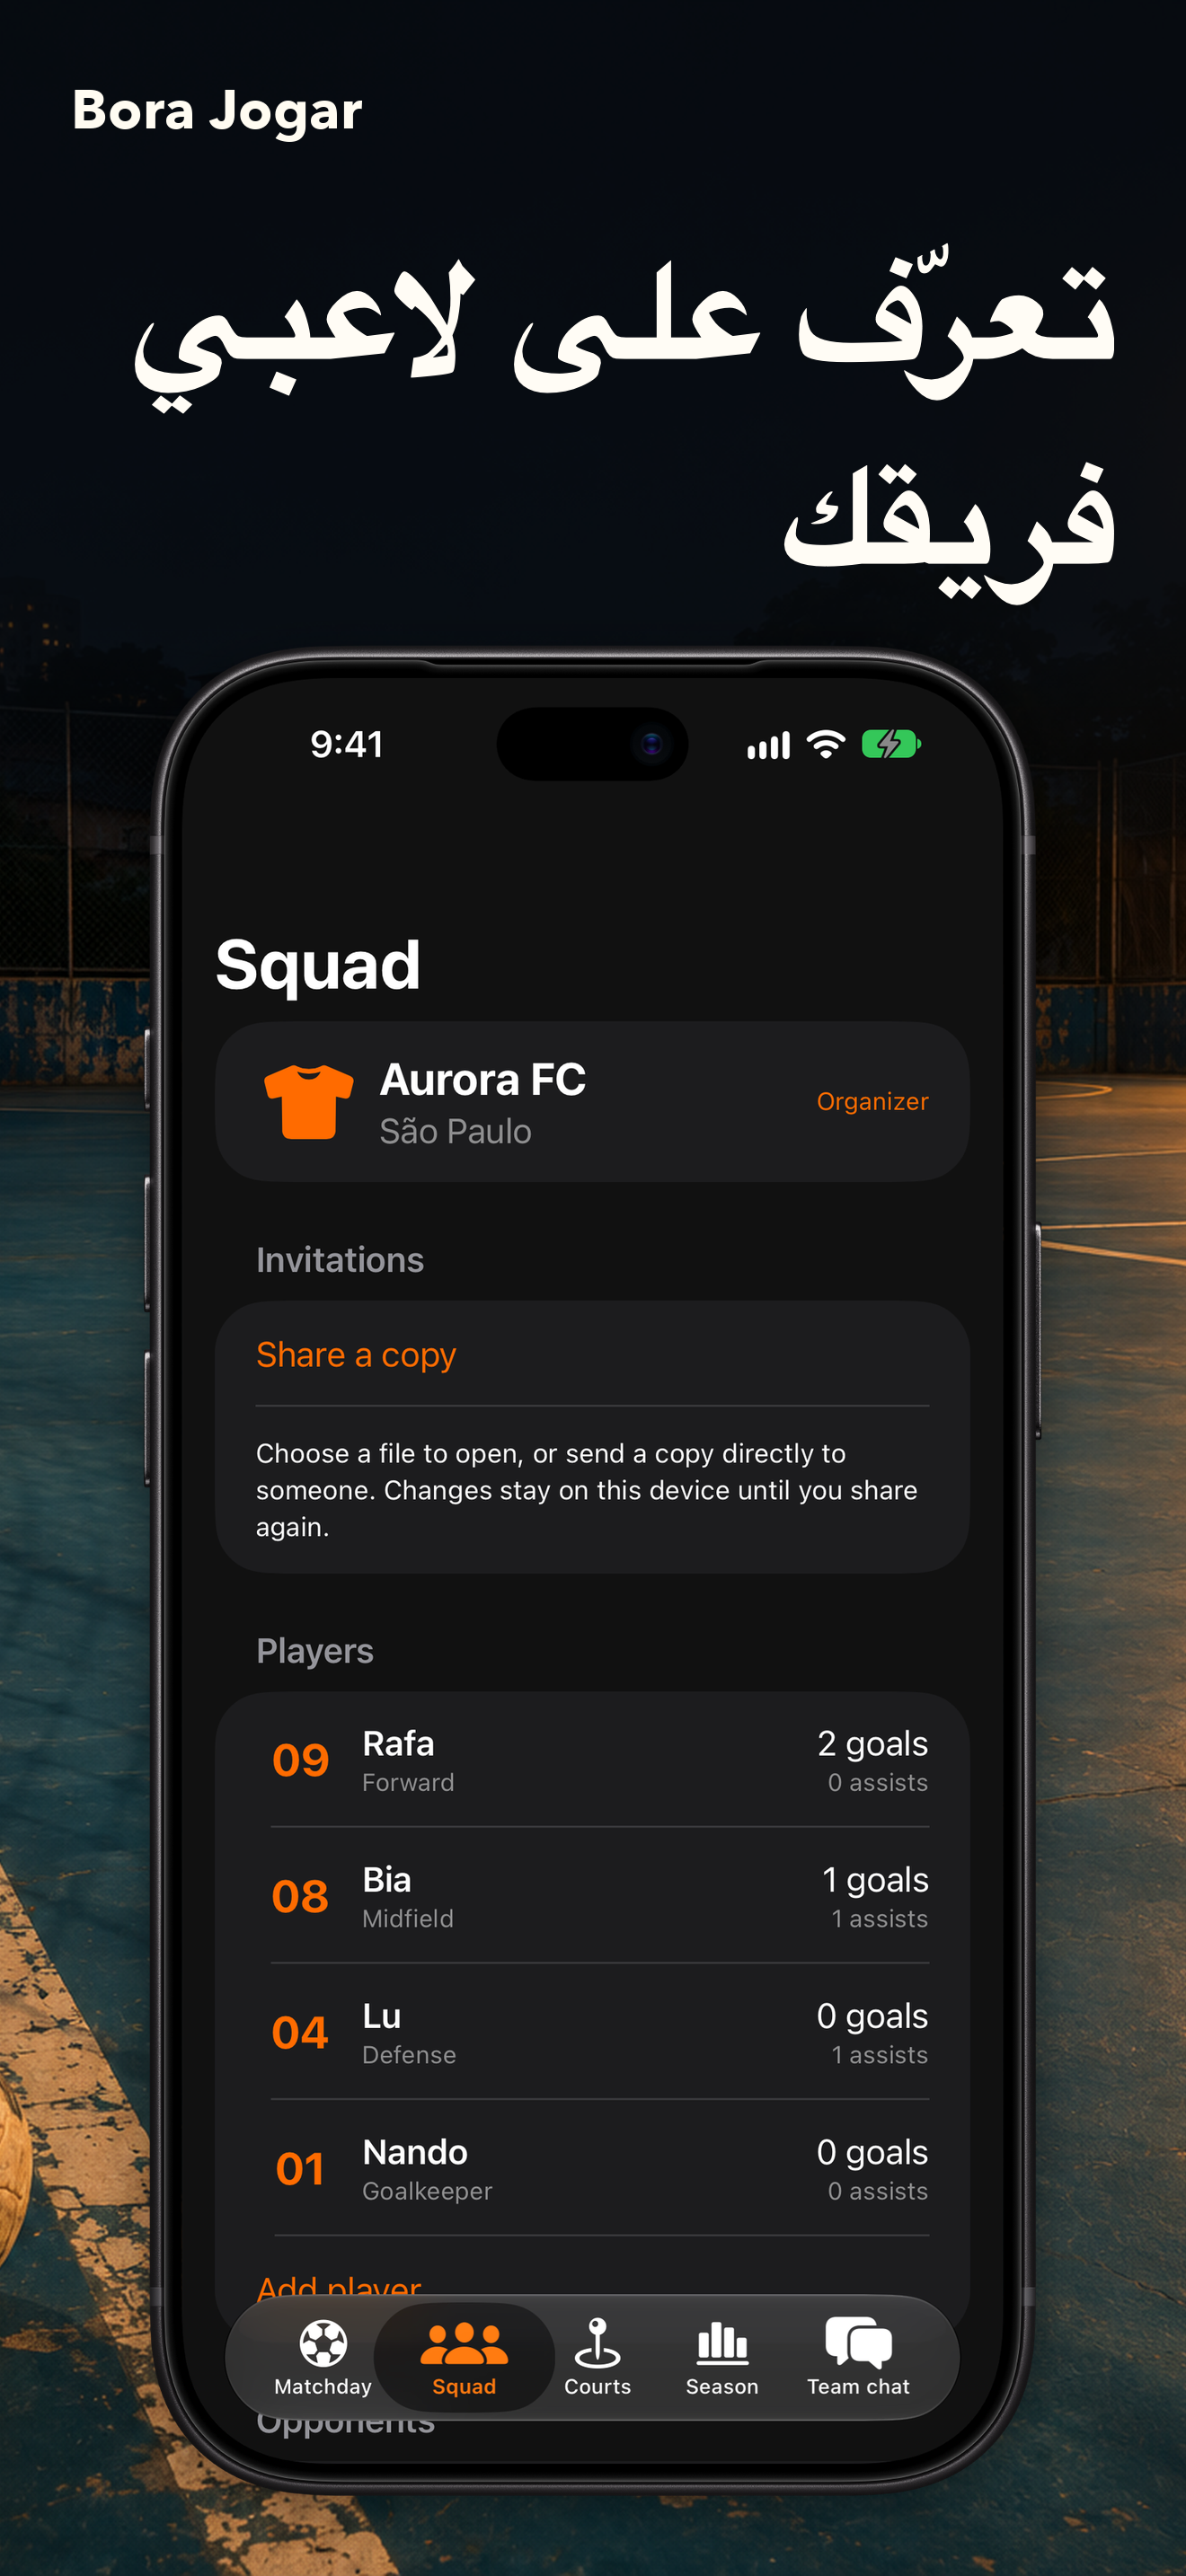 Bora Jogar
تعرّف على لاعبي
فريقك
9:41
Squad
Aurora FC
São Paulo
Organizer
Invitations
Share a copy
Choose a file to open, or send a copy directly to
someone. Changes stay on this device until you share
again.
Players
09 Rafa 2 goals
Forward 0 assists
08 Bia 1 goals
Midfield 1 assists
04 Lu 0 goals
Defense 1 assists
01 Nando 0 goals
Goalkeeper 0 assists
Add player
Matchday Squad Courts Season Team chat
Opponents